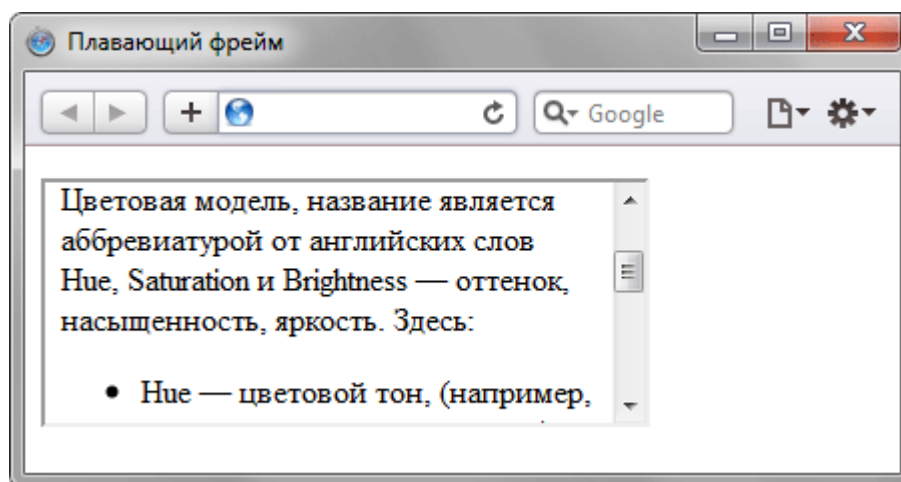 Плавающий фрейм
Google
Цветовая модель, название является
аббревиатурой от английских слов
Hue, Saturation и Brightness — оттенок,
насыщенность, яркость. Здесь:
• Hue — цветовой тон, (например,